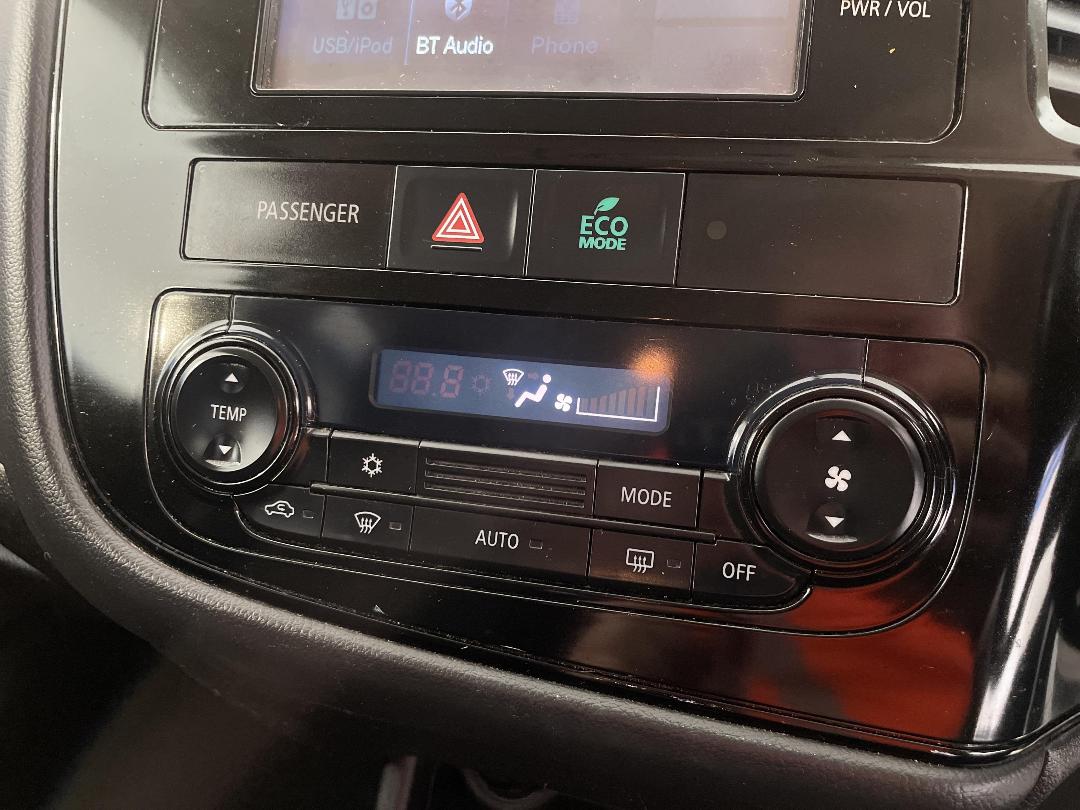 PWR / VOL
USB/iPod BT Audio Phone
PASSENGER
ECO
MODE
88.8
TEMP
MODE
AUTO
OFF